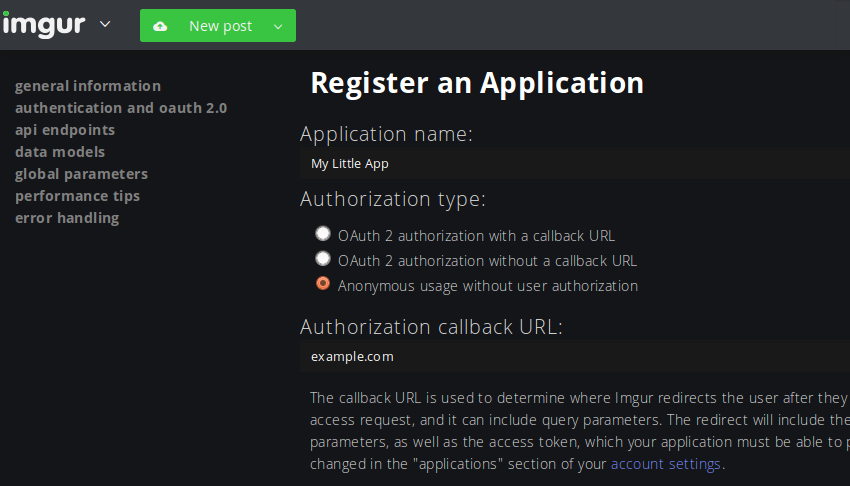 imgur
New post
general information
authentication and oauth 2.0
api endpoints
data models
global parameters
performance tips
error handling
Register an Application
Application name:
My Little App
Authorization type:
OAuth 2 authorization with a callback URL
OAuth 2 authorization without a callback URL
Anonymous usage without user authorization
Authorization callback URL:
example.com
The callback URL is used to determine where Imgur redirects the user after they
access request, and it can include query parameters. The redirect will include the
parameters, as well as the access token, which your application must be able to
changed in the "applications" section of your account settings.